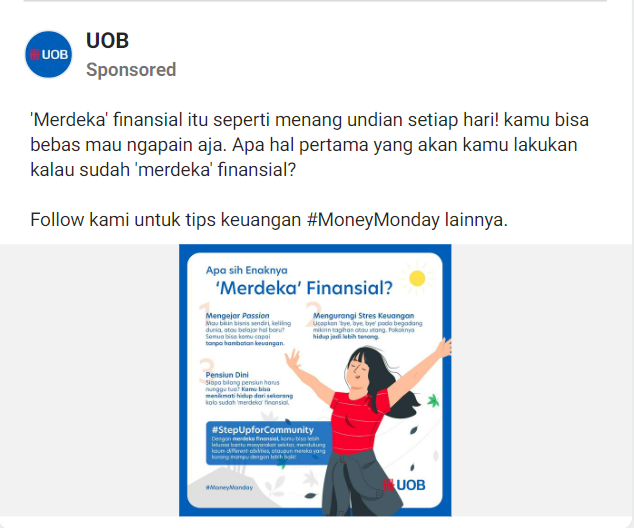 UOB
UOB
Sponsored
'Merdeka' finansial itu seperti menang undian setiap hari! kamu bisa
bebas mau ngapain aja. Apa hal pertama yang akan kamu lakukan
kalau sudah 'merdeka' finansial?
Follow kami untuk tips keuangan #MoneyMonday lainnya.
Apa sih Enaknya
'Merdeka' Finansial?
1
Mengejar Passion
Mau bikin bisnis sendiri, keliling
dunia, atau belajar hal baru?
Semua bisa kamu capai
tanpa hambatan keuangan.
2
Mengurangi Stres Keuangan
Ucapkan 'bye, bye, bye' pada begadang
mikirin tagihan atau utang. Pokoknya
hidup jadi lebih tenang.
3
Pensiun Dini
Siapa bilang pensiun harus
nunggu tua? Kamu bisa
menikmati hidup dari sekarang
kalo sudah 'merdeka' finansial.
#StepUpforCommunity
Dengan merdeka finansial, kamu bisa lebih
leluasa bantu masyarakat sekitar, mendukung
kaum different abilities, ataupun mereka yang
kurang mampu dengan lebih baik!
#MoneyMonday
UOB